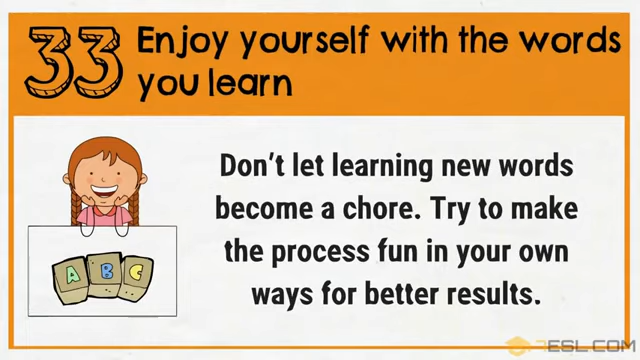 33
Enjoy yourself with the words
you learn
Don't let learning new words
become a chore. Try to make
the process fun in your own
ways for better results.
A B C
7ESL.COM